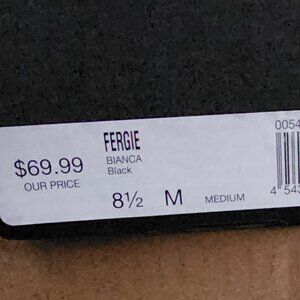 $69.99
OUR PRICE
FERGIE
BIANCA
Black
8½ M MEDIUM
0054
4 543